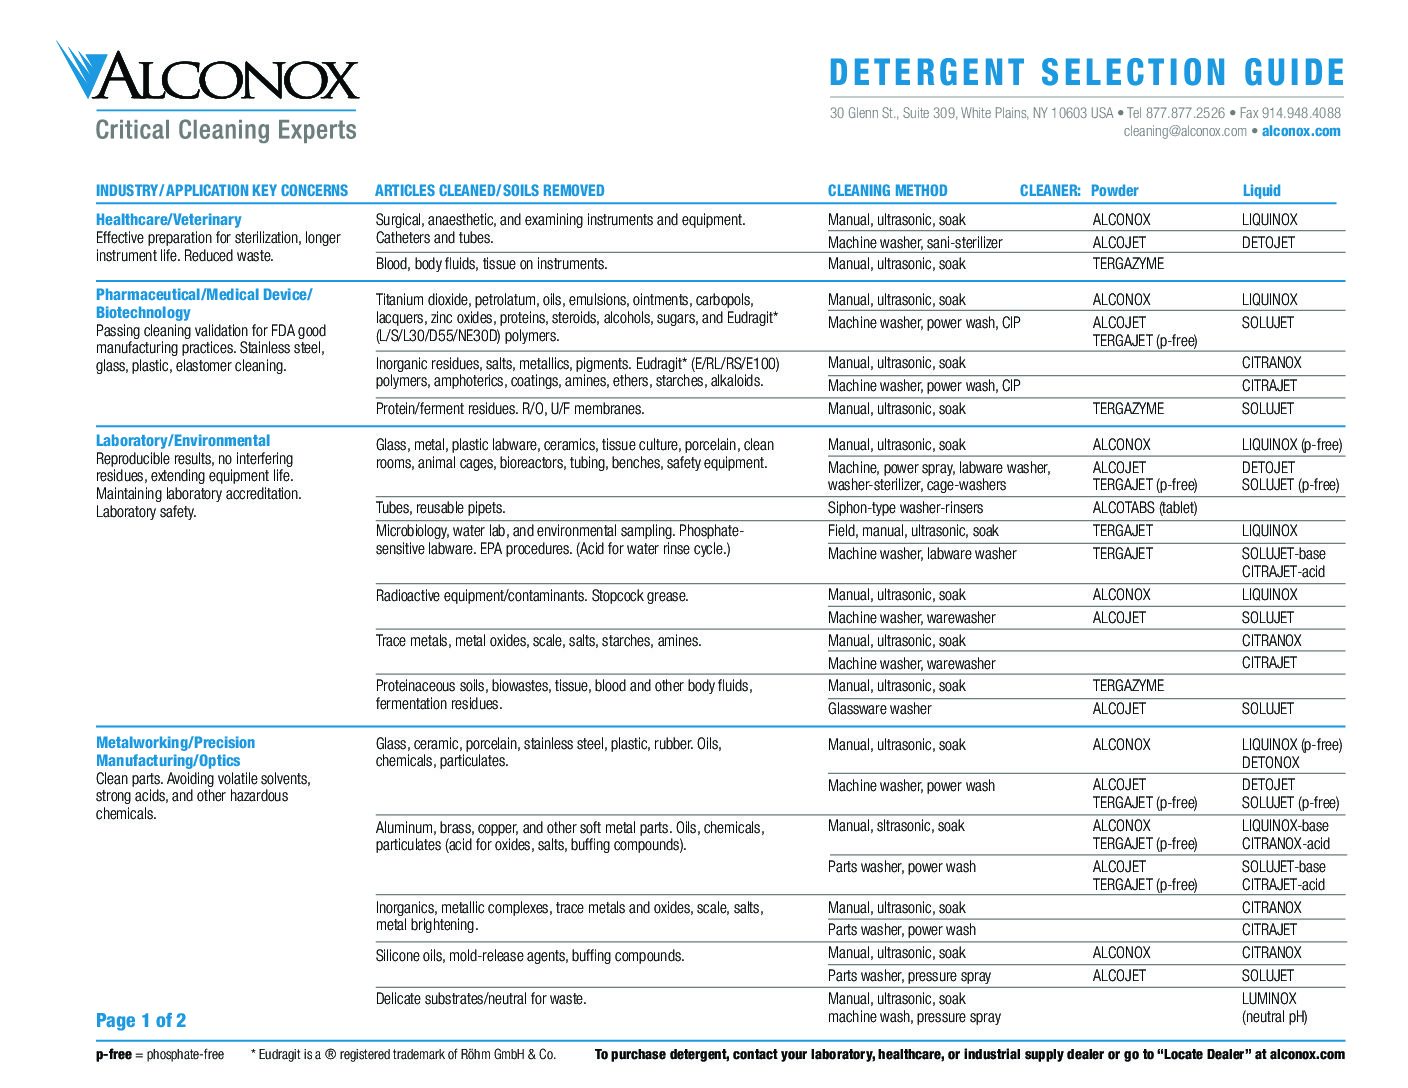 ALCONOX
Critical Cleaning Experts
DETERGENT SELECTION GUIDE
30 Glenn St., Suite 309, White Plains, NY 10603 USA • Tel 877.877.2526 • Fax 914.948.4088
cleaning@alconox.com • alconox.com
INDUSTRY/APPLICATION KEY CONCERNS ARTICLES CLEANED/SOILS REMOVED CLEANING METHOD CLEANER: Powder Liquid
Healthcare/Veterinary
Effective preparation for sterilization, longer
instrument life. Reduced waste.
Surgical, anaesthetic, and examining instruments and equipment.
Catheters and tubes.
Manual, ultrasonic, soak ALCONOX LIQUINOX
Machine washer, sani-sterilizer ALCOJET DETOJET
Blood, body fluids, tissue on instruments. Manual, ultrasonic, soak TERGAZYME
Pharmaceutical/Medical Device/
Biotechnology
Passing cleaning validation for FDA good
manufacturing practices. Stainless steel,
glass, plastic, elastomer cleaning.
Titanium dioxide, petrolatum, oils, emulsions, ointments, carbopols,
lacquers, zinc oxides, proteins, steroids, alcohols, sugars, and Eudragit*
(L/S/L30/D55/NE30D) polymers.
Manual, ultrasonic, soak ALCONOX LIQUINOX
Machine washer, power wash, CIP ALCOJET SOLUJET
TERGAJET (p-free)
Inorganic residues, salts, metallics, pigments. Eudragit* (E/RL/RS/E100)
polymers, amphoterics, coatings, amines, ethers, starches, alkaloids.
Manual, ultrasonic, soak CITRANOX
Machine washer, power wash, CIP CITRAJET
Protein/ferment residues. R/O, U/F membranes. Manual, ultrasonic, soak TERGAZYME SOLUJET
Laboratory/Environmental
Reproducible results, no interfering
residues, extending equipment life.
Maintaining laboratory accreditation.
Laboratory safety.
Glass, metal, plastic labware, ceramics, tissue culture, porcelain, clean
rooms, animal cages, bioreactors, tubing, benches, safety equipment.
Manual, ultrasonic, soak ALCONOX LIQUINOX (p-free)
Machine, power spray, labware washer, ALCOJET DETOJET
washer-sterilizer, cage-washers TERGAJET (p-free) SOLUJET (p-free)
Tubes, reusable pipets. Siphon-type washer-rinsers ALCOTABS (tablet)
Microbiology, water lab, and environmental sampling. Phosphate-
sensitive labware. EPA procedures. (Acid for water rinse cycle.)
Field, manual, ultrasonic, soak TERGAJET LIQUINOX
Machine washer, labware washer TERGAJET SOLUJET-base
CITRAJET-acid
Radioactive equipment/contaminants. Stopcock grease. Manual, ultrasonic, soak ALCONOX LIQUINOX
Machine washer, warewasher ALCOJET SOLUJET
Trace metals, metal oxides, scale, salts, starches, amines. Manual, ultrasonic, soak CITRANOX
Machine washer, warewasher CITRAJET
Proteinaceous soils, biowastes, tissue, blood and other body fluids,
fermentation residues.
Manual, ultrasonic, soak TERGAZYME
Glassware washer ALCOJET SOLUJET
Metalworking/Precision
Manufacturing/Optics
Clean parts. Avoiding volatile solvents,
strong acids, and other hazardous
chemicals.
Glass, ceramic, porcelain, stainless steel, plastic, rubber. Oils,
chemicals, particulates.
Manual, ultrasonic, soak ALCONOX LIQUINOX (p-free)
DETONOX
Machine washer, power wash ALCOJET DETOJET
TERGAJET (p-free) SOLUJET (p-free)
Aluminum, brass, copper, and other soft metal parts. Oils, chemicals,
particulates (acid for oxides, salts, buffing compounds).
Manual, sltrasonic, soak ALCONOX LIQUINOX-base
TERGAJET (p-free) CITRANOX-acid
Parts washer, power wash ALCOJET SOLUJET-base
TERGAJET (p-free) CITRAJET-acid
Inorganics, metallic complexes, trace metals and oxides, scale, salts,
metal brightening.
Manual, ultrasonic, soak CITRANOX
Parts washer, power wash CITRAJET
Silicone oils, mold-release agents, buffing compounds. Manual, ultrasonic, soak ALCONOX CITRANOX
Parts washer, pressure spray ALCOJET SOLUJET
Delicate substrates/neutral for waste. Manual, ultrasonic, soak LUMINOX
machine wash, pressure spray (neutral pH)
Page 1 of 2
p-free = phosphate-free * Eudragit is a ® registered trademark of Röhm GmbH & Co. To purchase detergent, contact your laboratory, healthcare, or industrial supply dealer or go to “Locate Dealer” at alconox.com